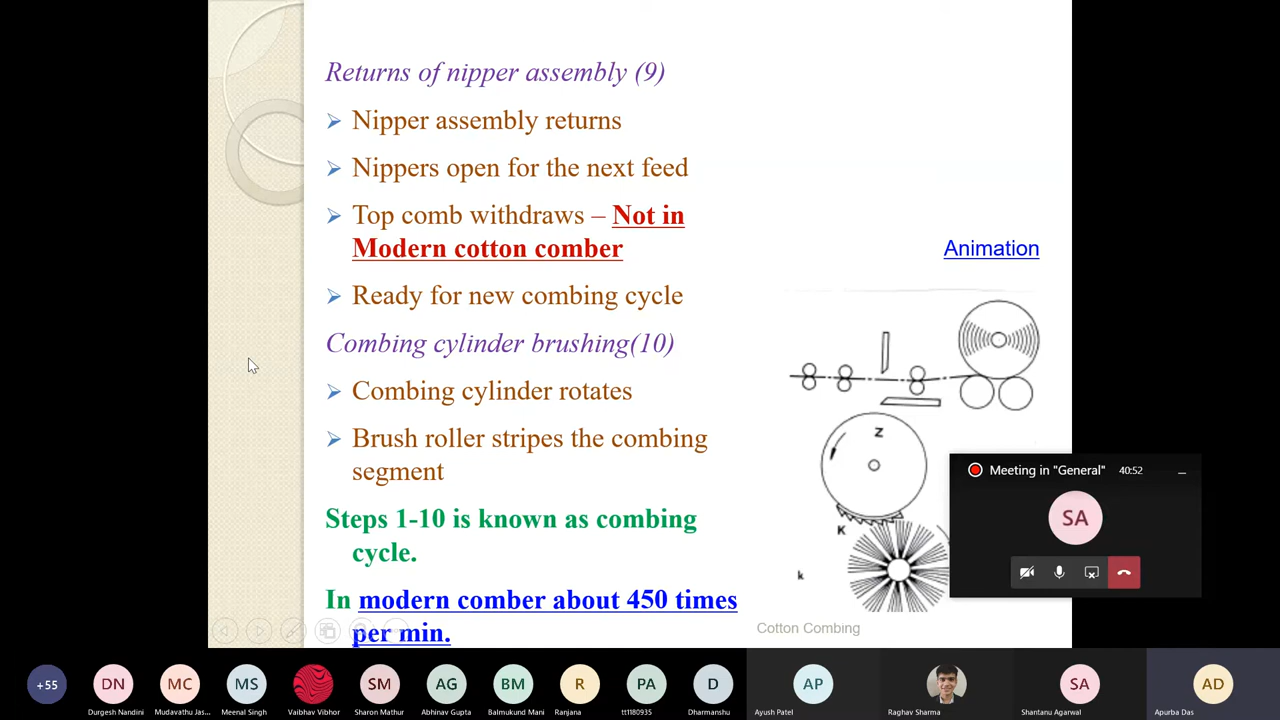 Returns of nipper assembly (9)
Nipper assembly returns
Nippers open for the next feed
Top comb withdraws – Not in
Modern cotton comber
Ready for new combing cycle
Combing cylinder brushing(10)
Combing cylinder rotates
Brush roller stripes the combing
segment
Steps 1-10 is known as combing
cycle.
In modern comber about 450 times
per min.
Animation
Z
K
k
Cotton Combing
Meeting in "General" 40:52
SA
+55 DN MC MS SM AG BM R PA D AP SA AD
Durgesh Nandini Mudavathu Jas... Meenal Singh Vaibhav Vibhor Sharon Mathur Abhinav Gupta Balmukund Mani Ranjana tt1180935 Dharmanshu Ayush Patel Raghav Sharma Shantanu Agarwal Apurba Das